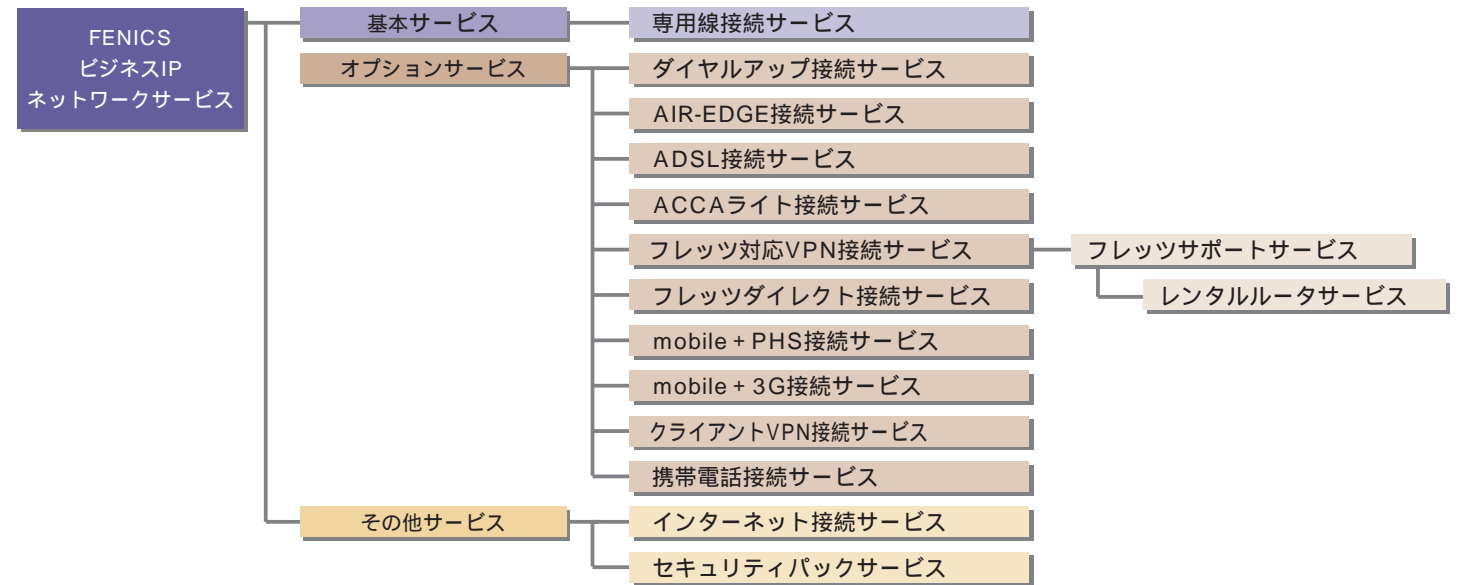 FENICS
ビジネスIP
ネットワークサービス
基本サービス
専用線接続サービス
オプションサービス
ダイヤルアップ接続サービス
AIR-EDGE接続サービス
ADSL接続サービス
ACCAライト接続サービス
フレッツ対応VPN接続サービス
フレッツサポートサービス
レンタルルータサービス
フレッツダイレクト接続サービス
mobile + PHS接続サービス
mobile + 3G接続サービス
クライアントVPN接続サービス
携帯電話接続サービス
その他サービス
インターネット接続サービス
セキュリティパックサービス